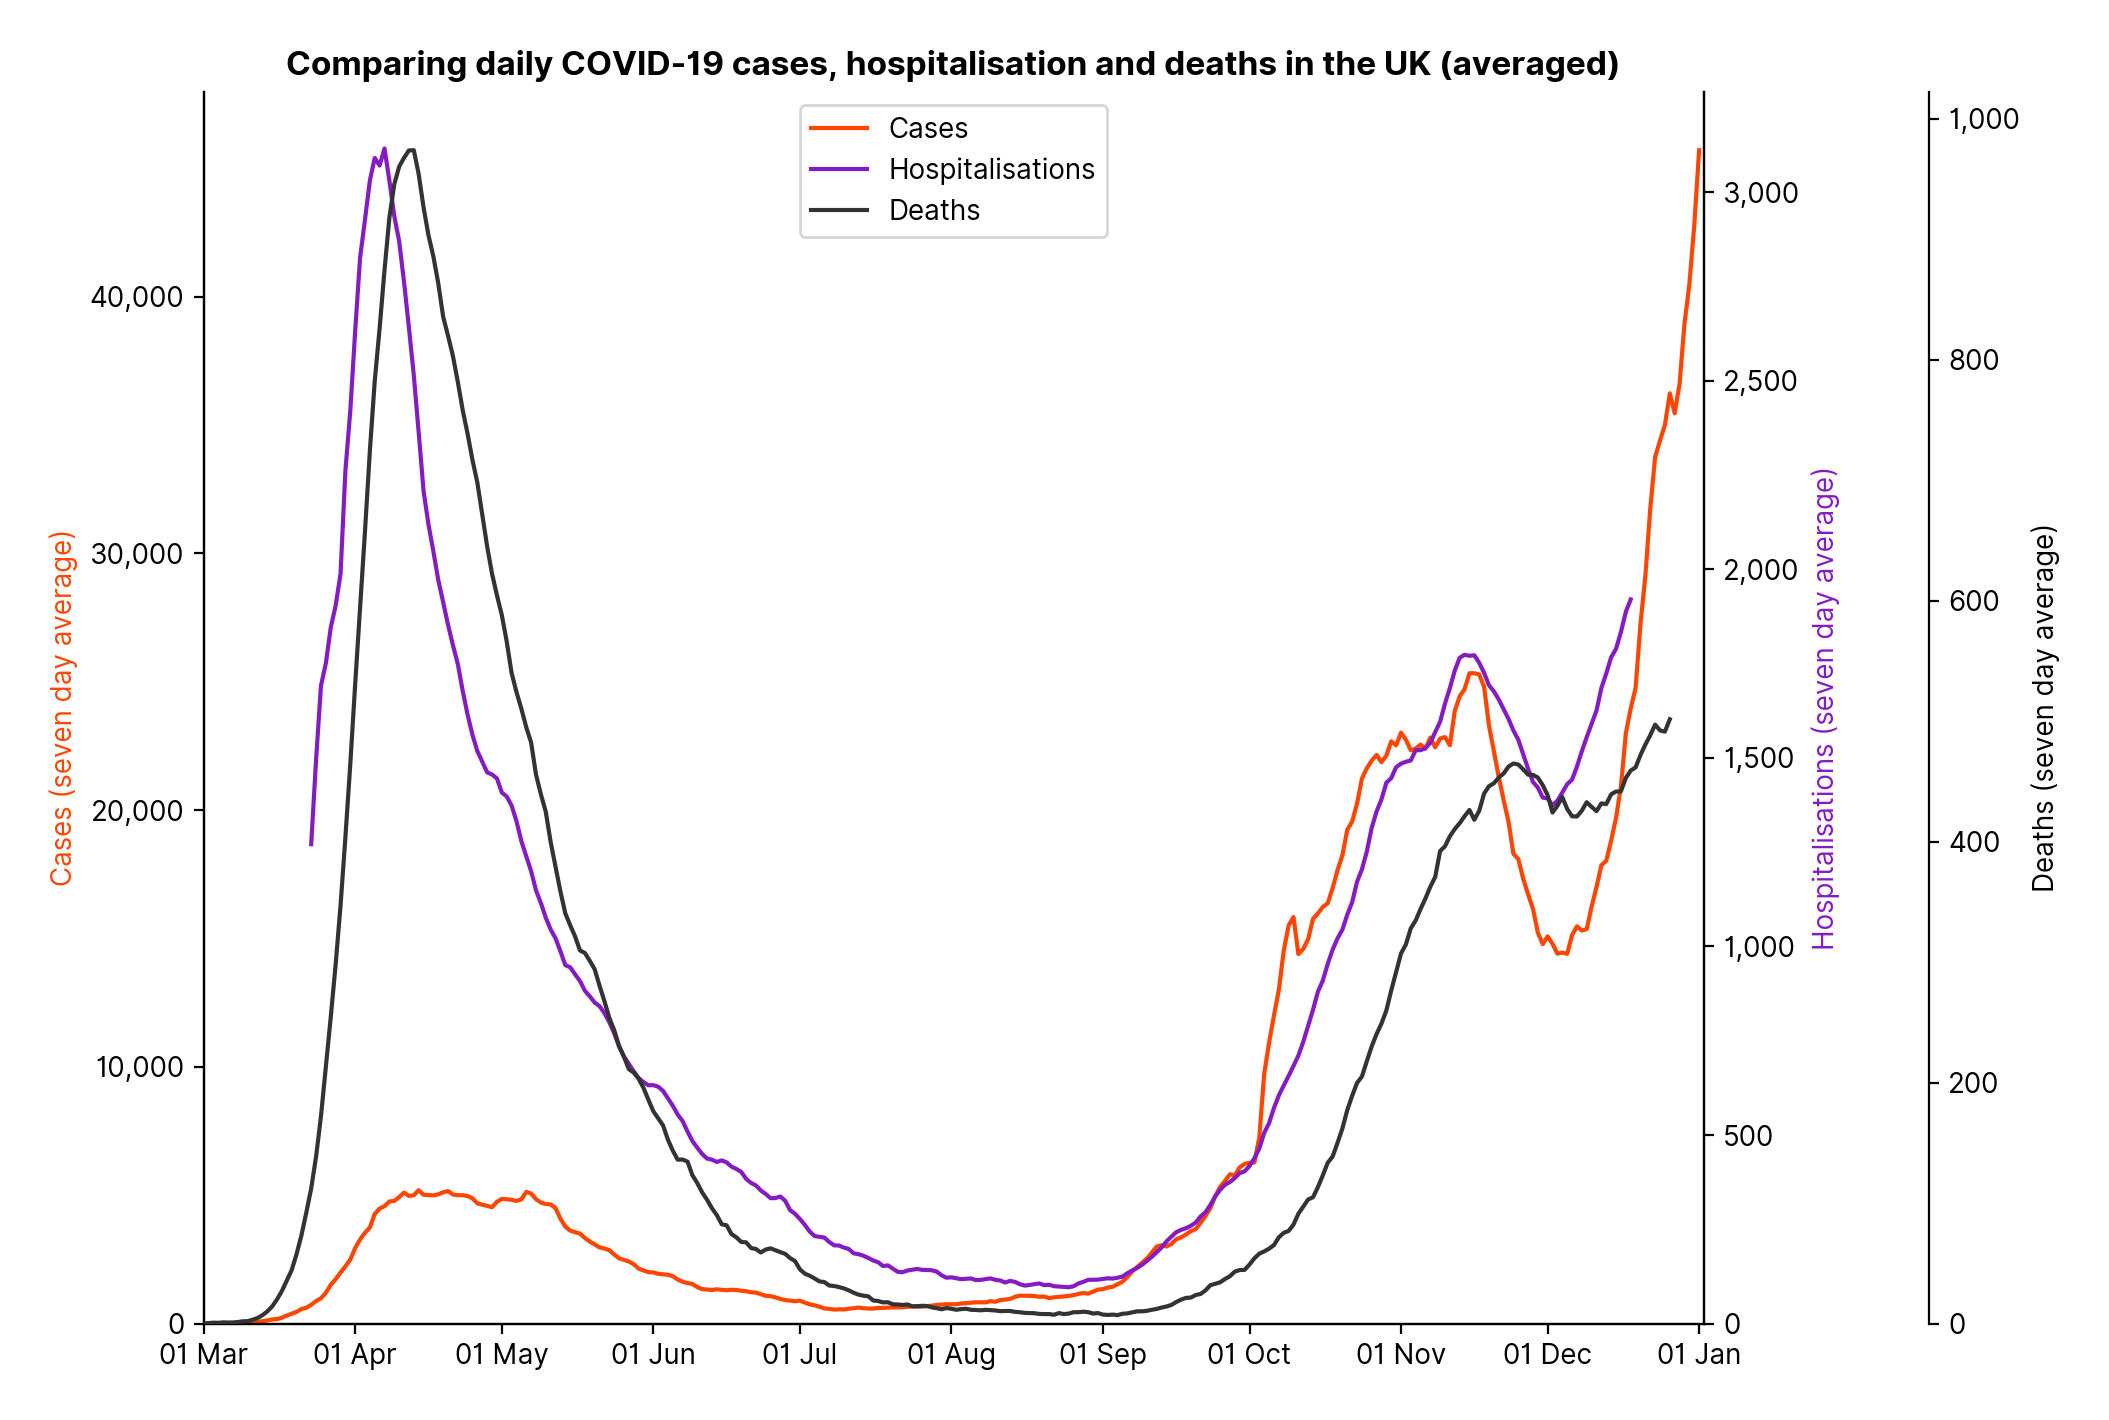 Comparing daily COVID-19 cases, hospitalisation and deaths in the UK (averaged)
Cases
Hospitalisations
Deaths
Cases (seven day average)
40,000
30,000
20,000
10,000
0
01 Mar
01 Apr
01 May
01 Jun
01 Jul
01 Aug
01 Sep
01 Oct
01 Nov
01 Dec
01 Jan
3,000
2,500
2,000
1,500
1,000
500
0
Hospitalisations (seven day average)
1,000
800
600
400
200
0
Deaths (seven day average)